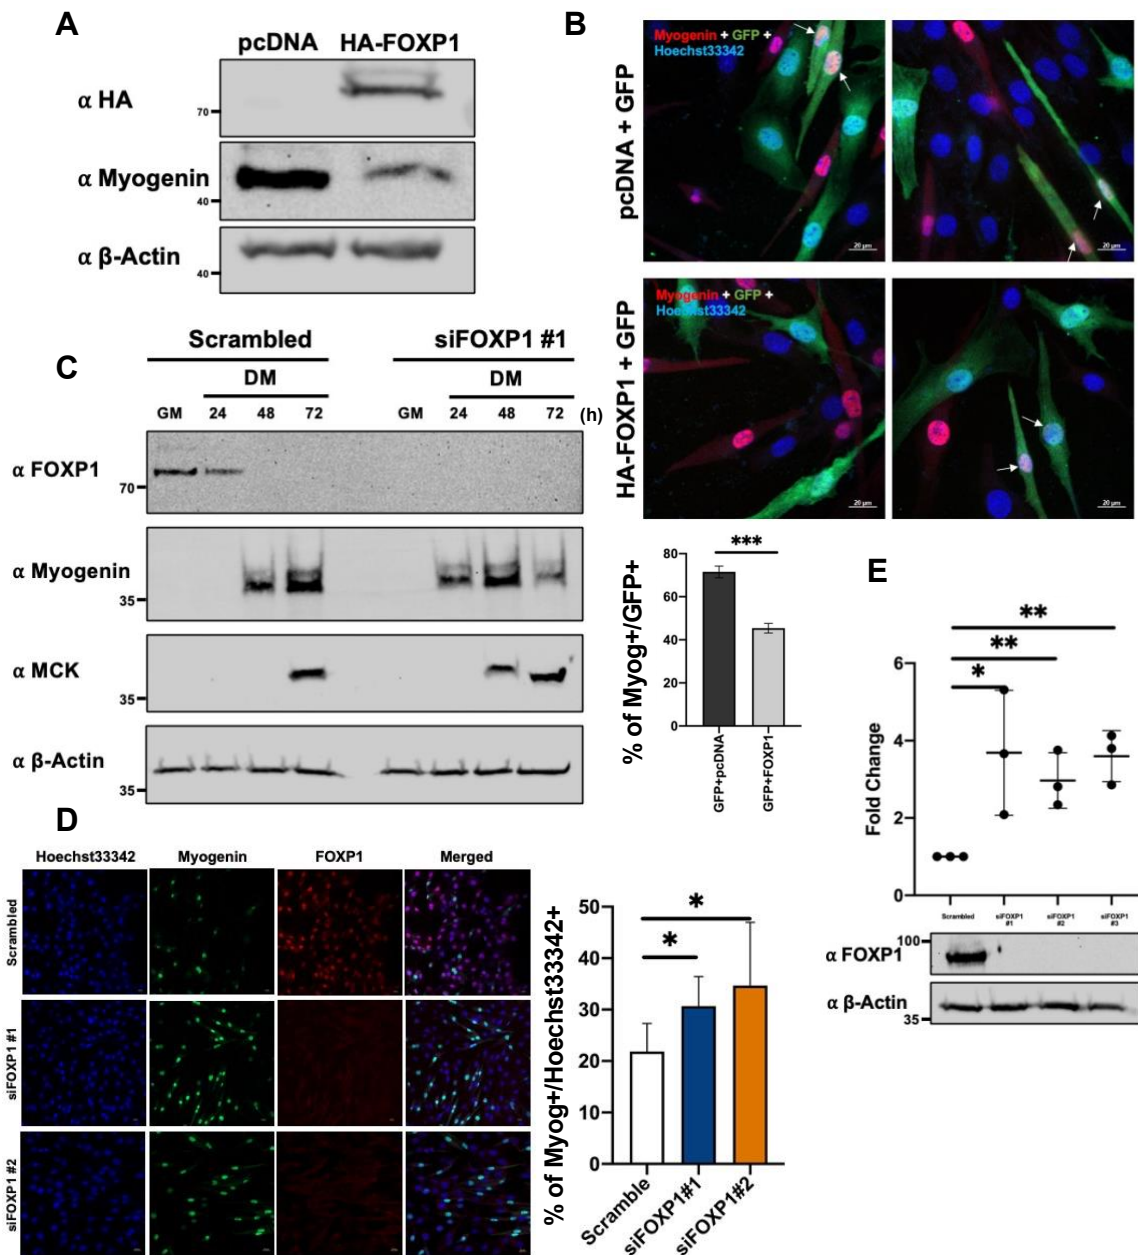 A
pcDNA HA-FOXP1
α HA
70
α Myogenin
40
α β-Actin
40
B
pcDNA + GFP
Myogenin + GFP +
Hoechst33342
20 µm
20 µm
HA-FOXP1 + GFP
Myogenin + GFP +
Hoechst33342
20 µm
20 µm
% of Myog+/GFP+
***
80
60
40
20
0
GFP+pcDNA
GFP+FOXP1
C
Scrambled siFOXP1 #1
DM DM
GM 24 48 72 GM 24 48 72 (h)
α FOXP1
70
α Myogenin
35
α MCK
35
α β-Actin
35
D
Hoechst33342 Myogenin FOXP1 Merged
Scrambled
siFOXP1 #1
siFOXP1 #2
% of Myog+/Hoechst33342+
*
*
50
40
30
20
10
0
Scramble
siFOXP1#1
siFOXP1#2
E
**
**
*
Fold Change
6
4
2
0
Scrambled siFOXP1 siFOXP1 siFOXP1
#1 #2 #3
100
α FOXP1
α β-Actin
35